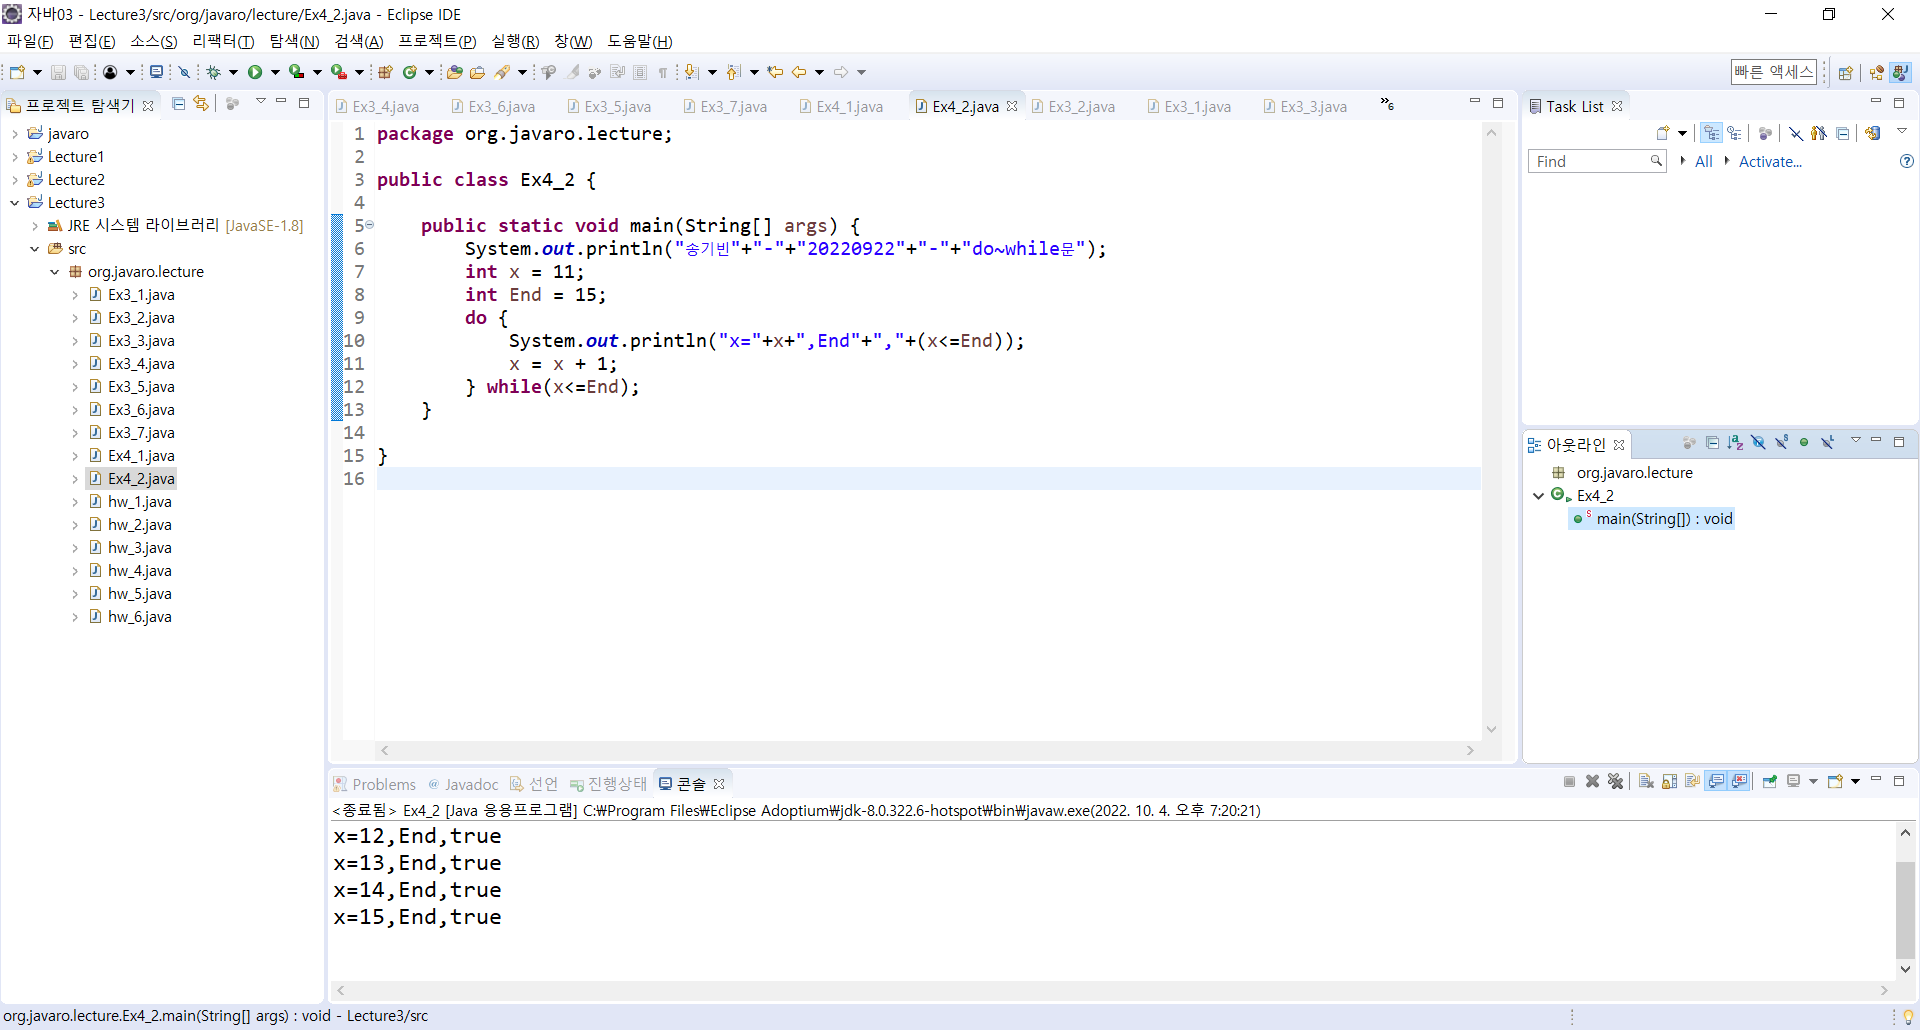 자바03 - Lecture3/src/org/javaro/lecture/Ex4_2.java - Eclipse IDE
파일(F) 편집(E) 소스(S) 리팩터(T) 탐색(N) 검색(A) 프로젝트(P) 실행(R) 창(W) 도움말(H)
빠른 액세스
프로젝트 탐색기
javaro
Lecture1
Lecture2
Lecture3
JRE 시스템 라이브러리 [JavaSE-1.8]
src
org.javaro.lecture
Ex3_1.java
Ex3_2.java
Ex3_3.java
Ex3_4.java
Ex3_5.java
Ex3_6.java
Ex3_7.java
Ex4_1.java
Ex4_2.java
hw_1.java
hw_2.java
hw_3.java
hw_4.java
hw_5.java
hw_6.java
Ex3_4.java Ex3_6.java Ex3_5.java Ex3_7.java Ex4_1.java Ex4_2.java Ex3_2.java Ex3_1.java Ex3_3.java »6
1 package org.javaro.lecture;
2
3 public class Ex4_2 {
4
5 public static void main(String[] args) {
6 System.out.println("송기빈"+"-"+"20220922"+"-"+"do~while문");
7 int x = 11;
8 int End = 15;
9 do {
10 System.out.println("x="+x+",End"+","+(x<=End));
11 x = x + 1;
12 } while(x<=End);
13 }
14
15 }
16
Task List
Find All Activate...
아웃라인
org.javaro.lecture
Ex4_2
main(String[]) : void
Problems @ Javadoc 선언 진행상태 콘솔
<종료됨> Ex4_2 [Java 응용프로그램] C:₩Program Files₩Eclipse Adoptium₩jdk-8.0.322.6-hotspot₩bin₩javaw.exe(2022. 10. 4. 오후 7:20:21)
x=12,End,true
x=13,End,true
x=14,End,true
x=15,End,true
org.javaro.lecture.Ex4_2.main(String[] args) : void - Lecture3/src